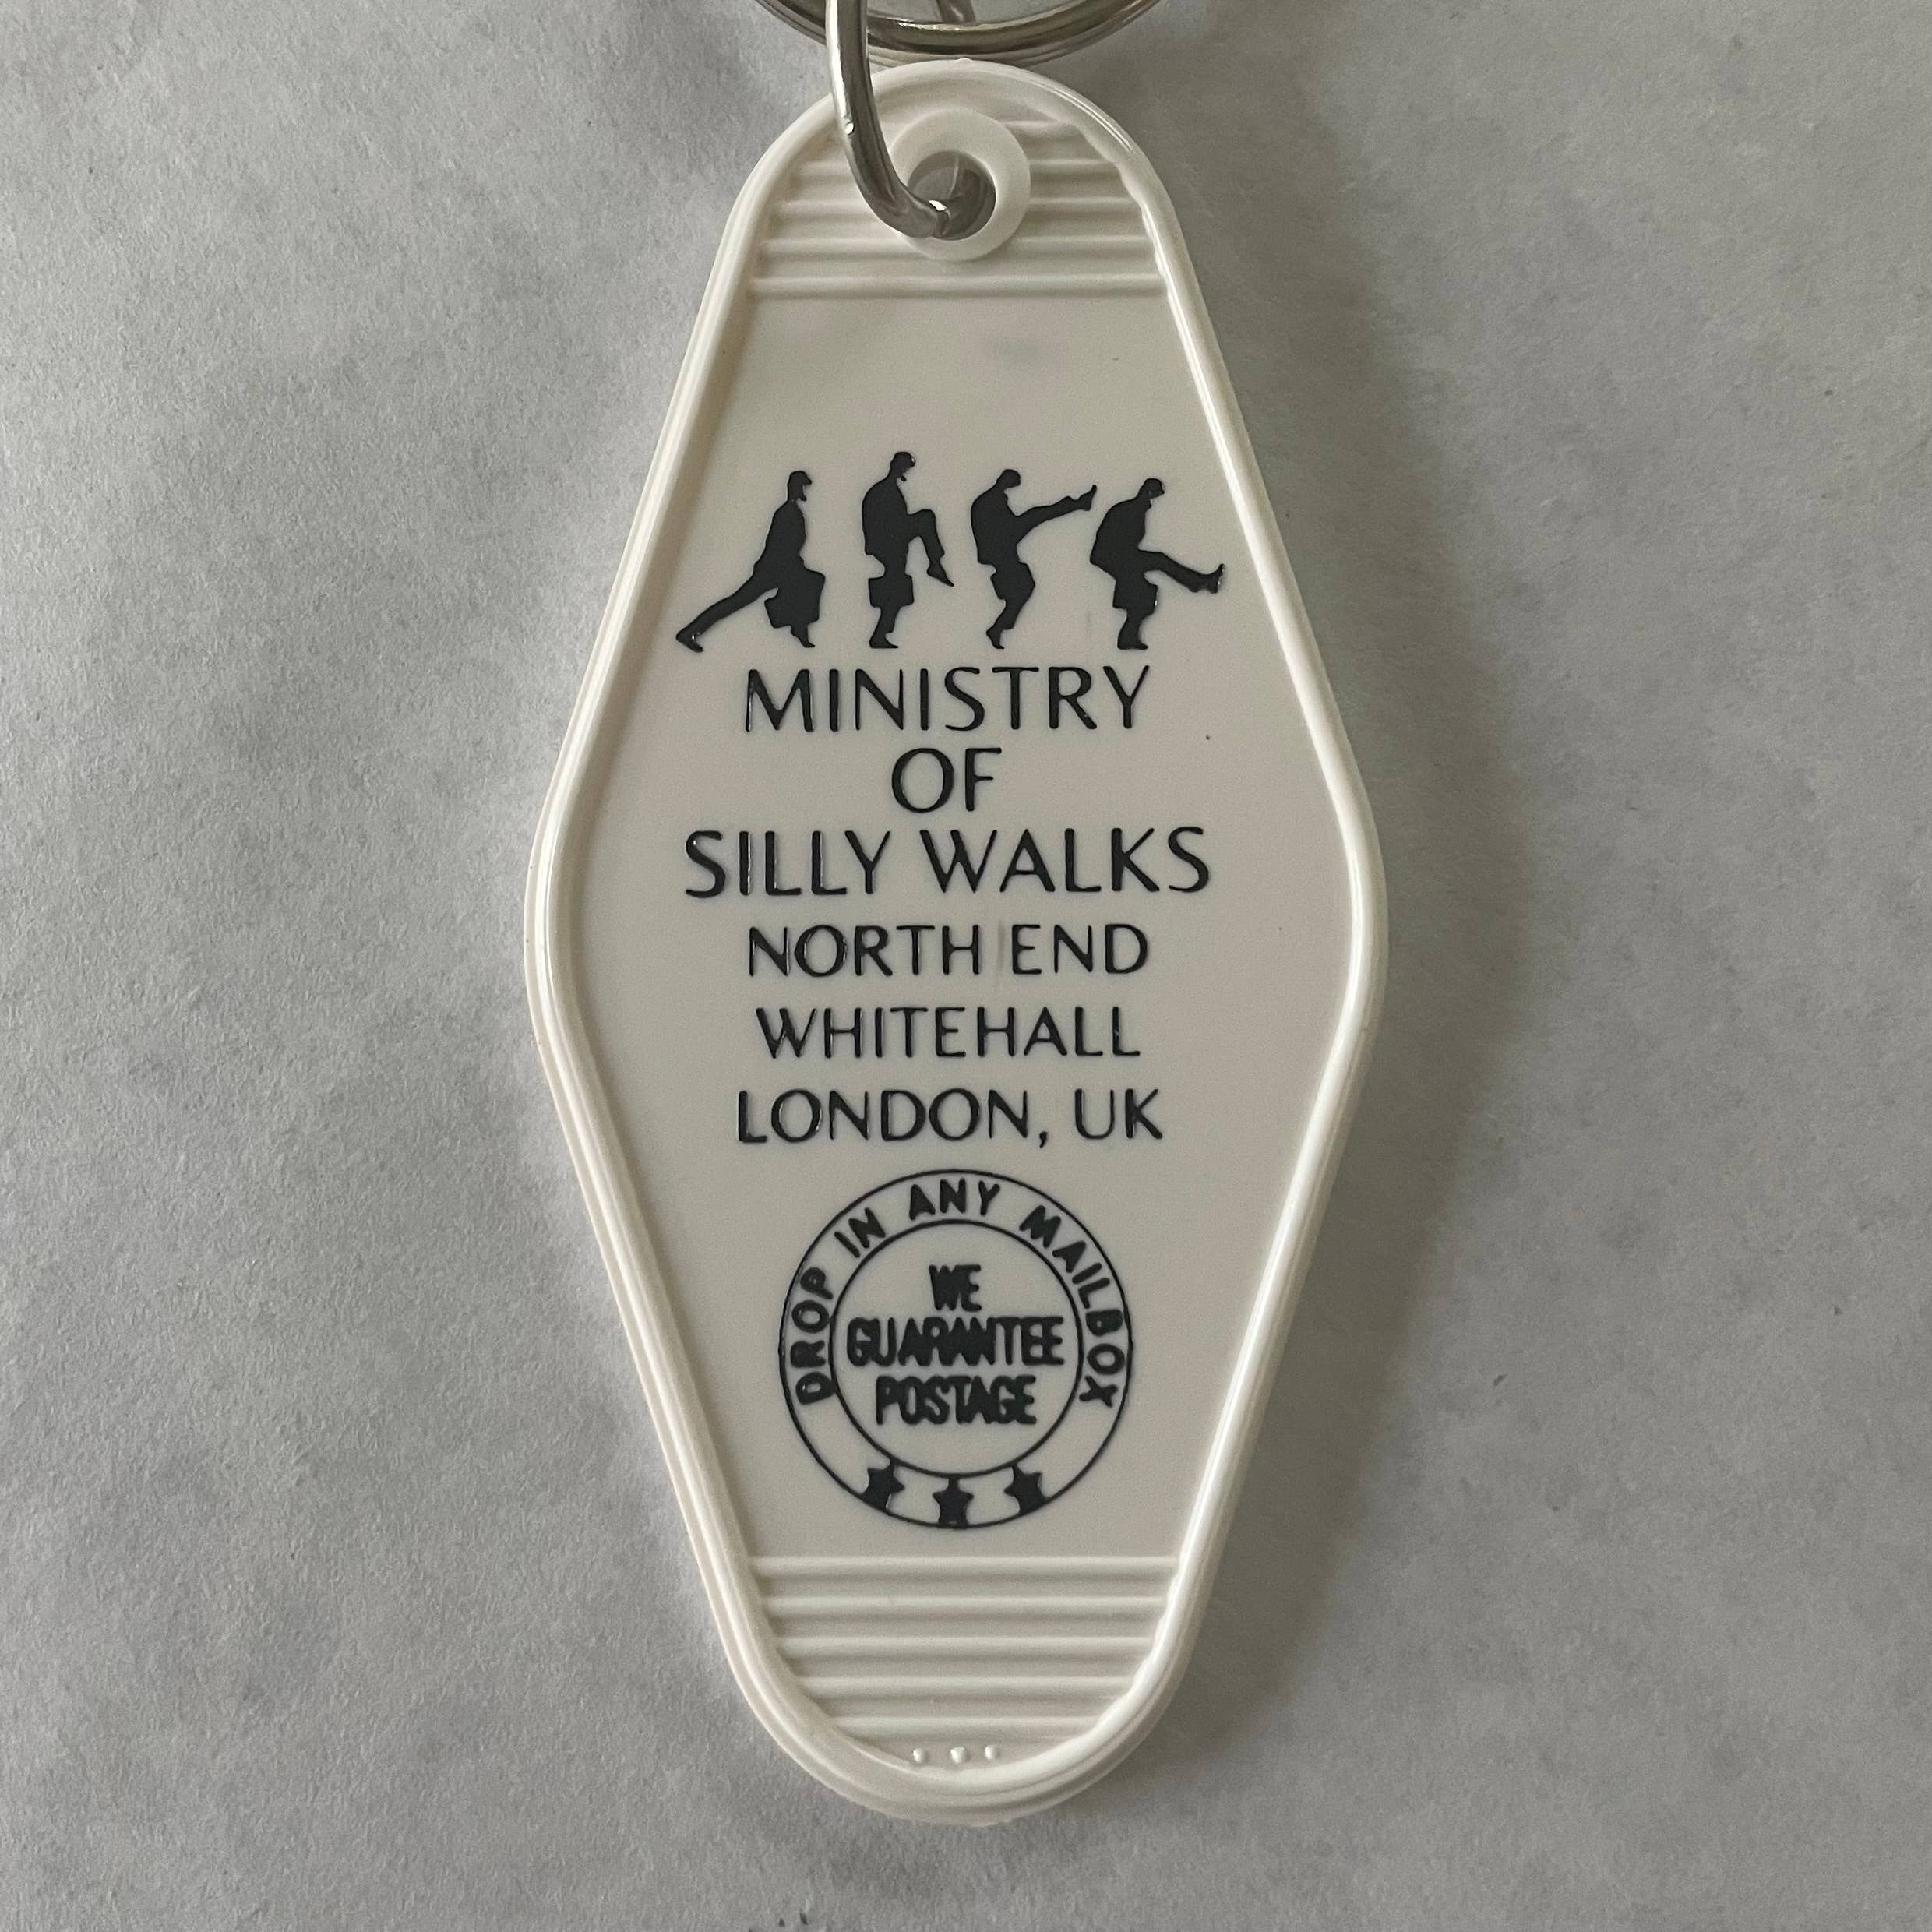 MINISTRY
OF
SILLY WALKS
NORTH END
WHITEHALL
LONDON, UK
DROP IN ANY MAILBOX
WE
GUARANTEE
POSTAGE